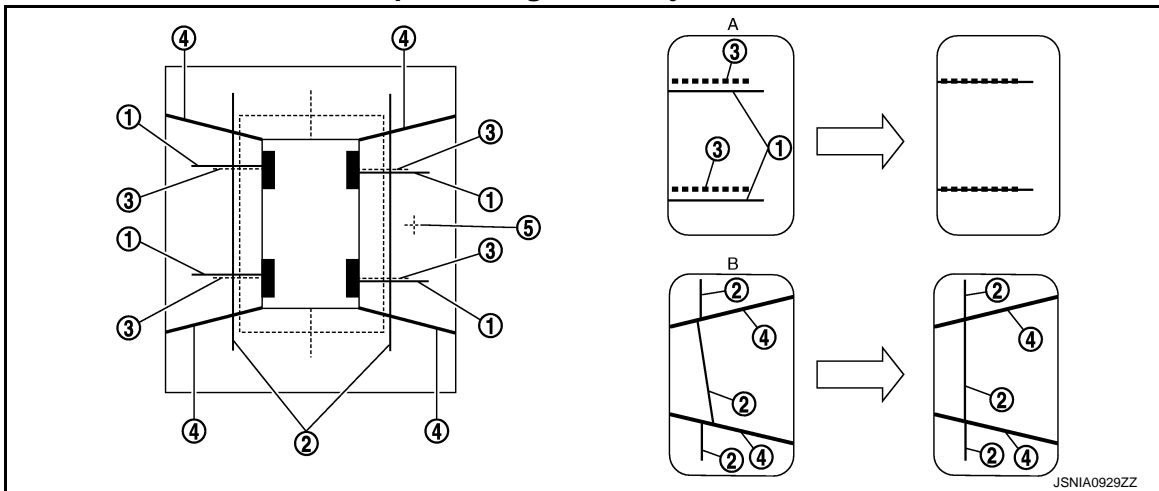 ④ ④ A
③
① ③
③ ① ③
③ ①
⑤
① ③
B
② ②
③ ① ④ ④
② ②
④ ② ④ ② ④ ② ④
JSNIA0929ZZ